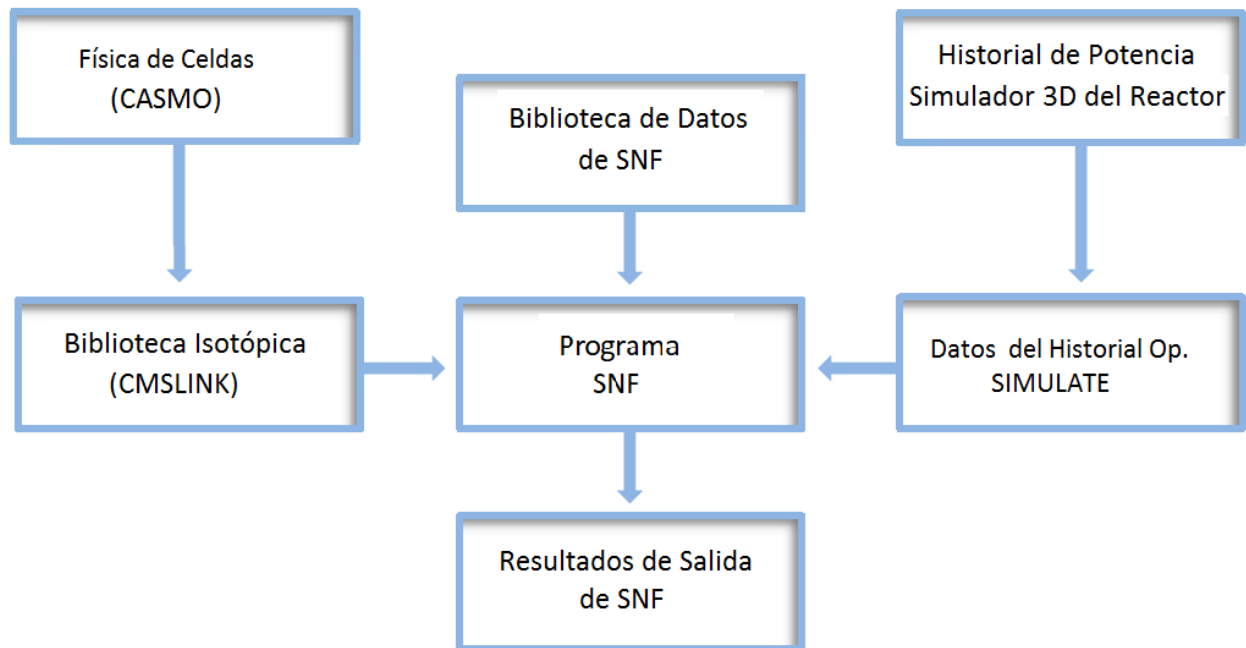 Física de Celdas
(CASMO)
Biblioteca de Datos
de SNF
Historial de Potencia
Simulador 3D del Reactor
Biblioteca Isotópica
(CMSLINK)
Programa
SNF
Datos del Historial Op.
SIMULATE
Resultados de Salida
de SNF